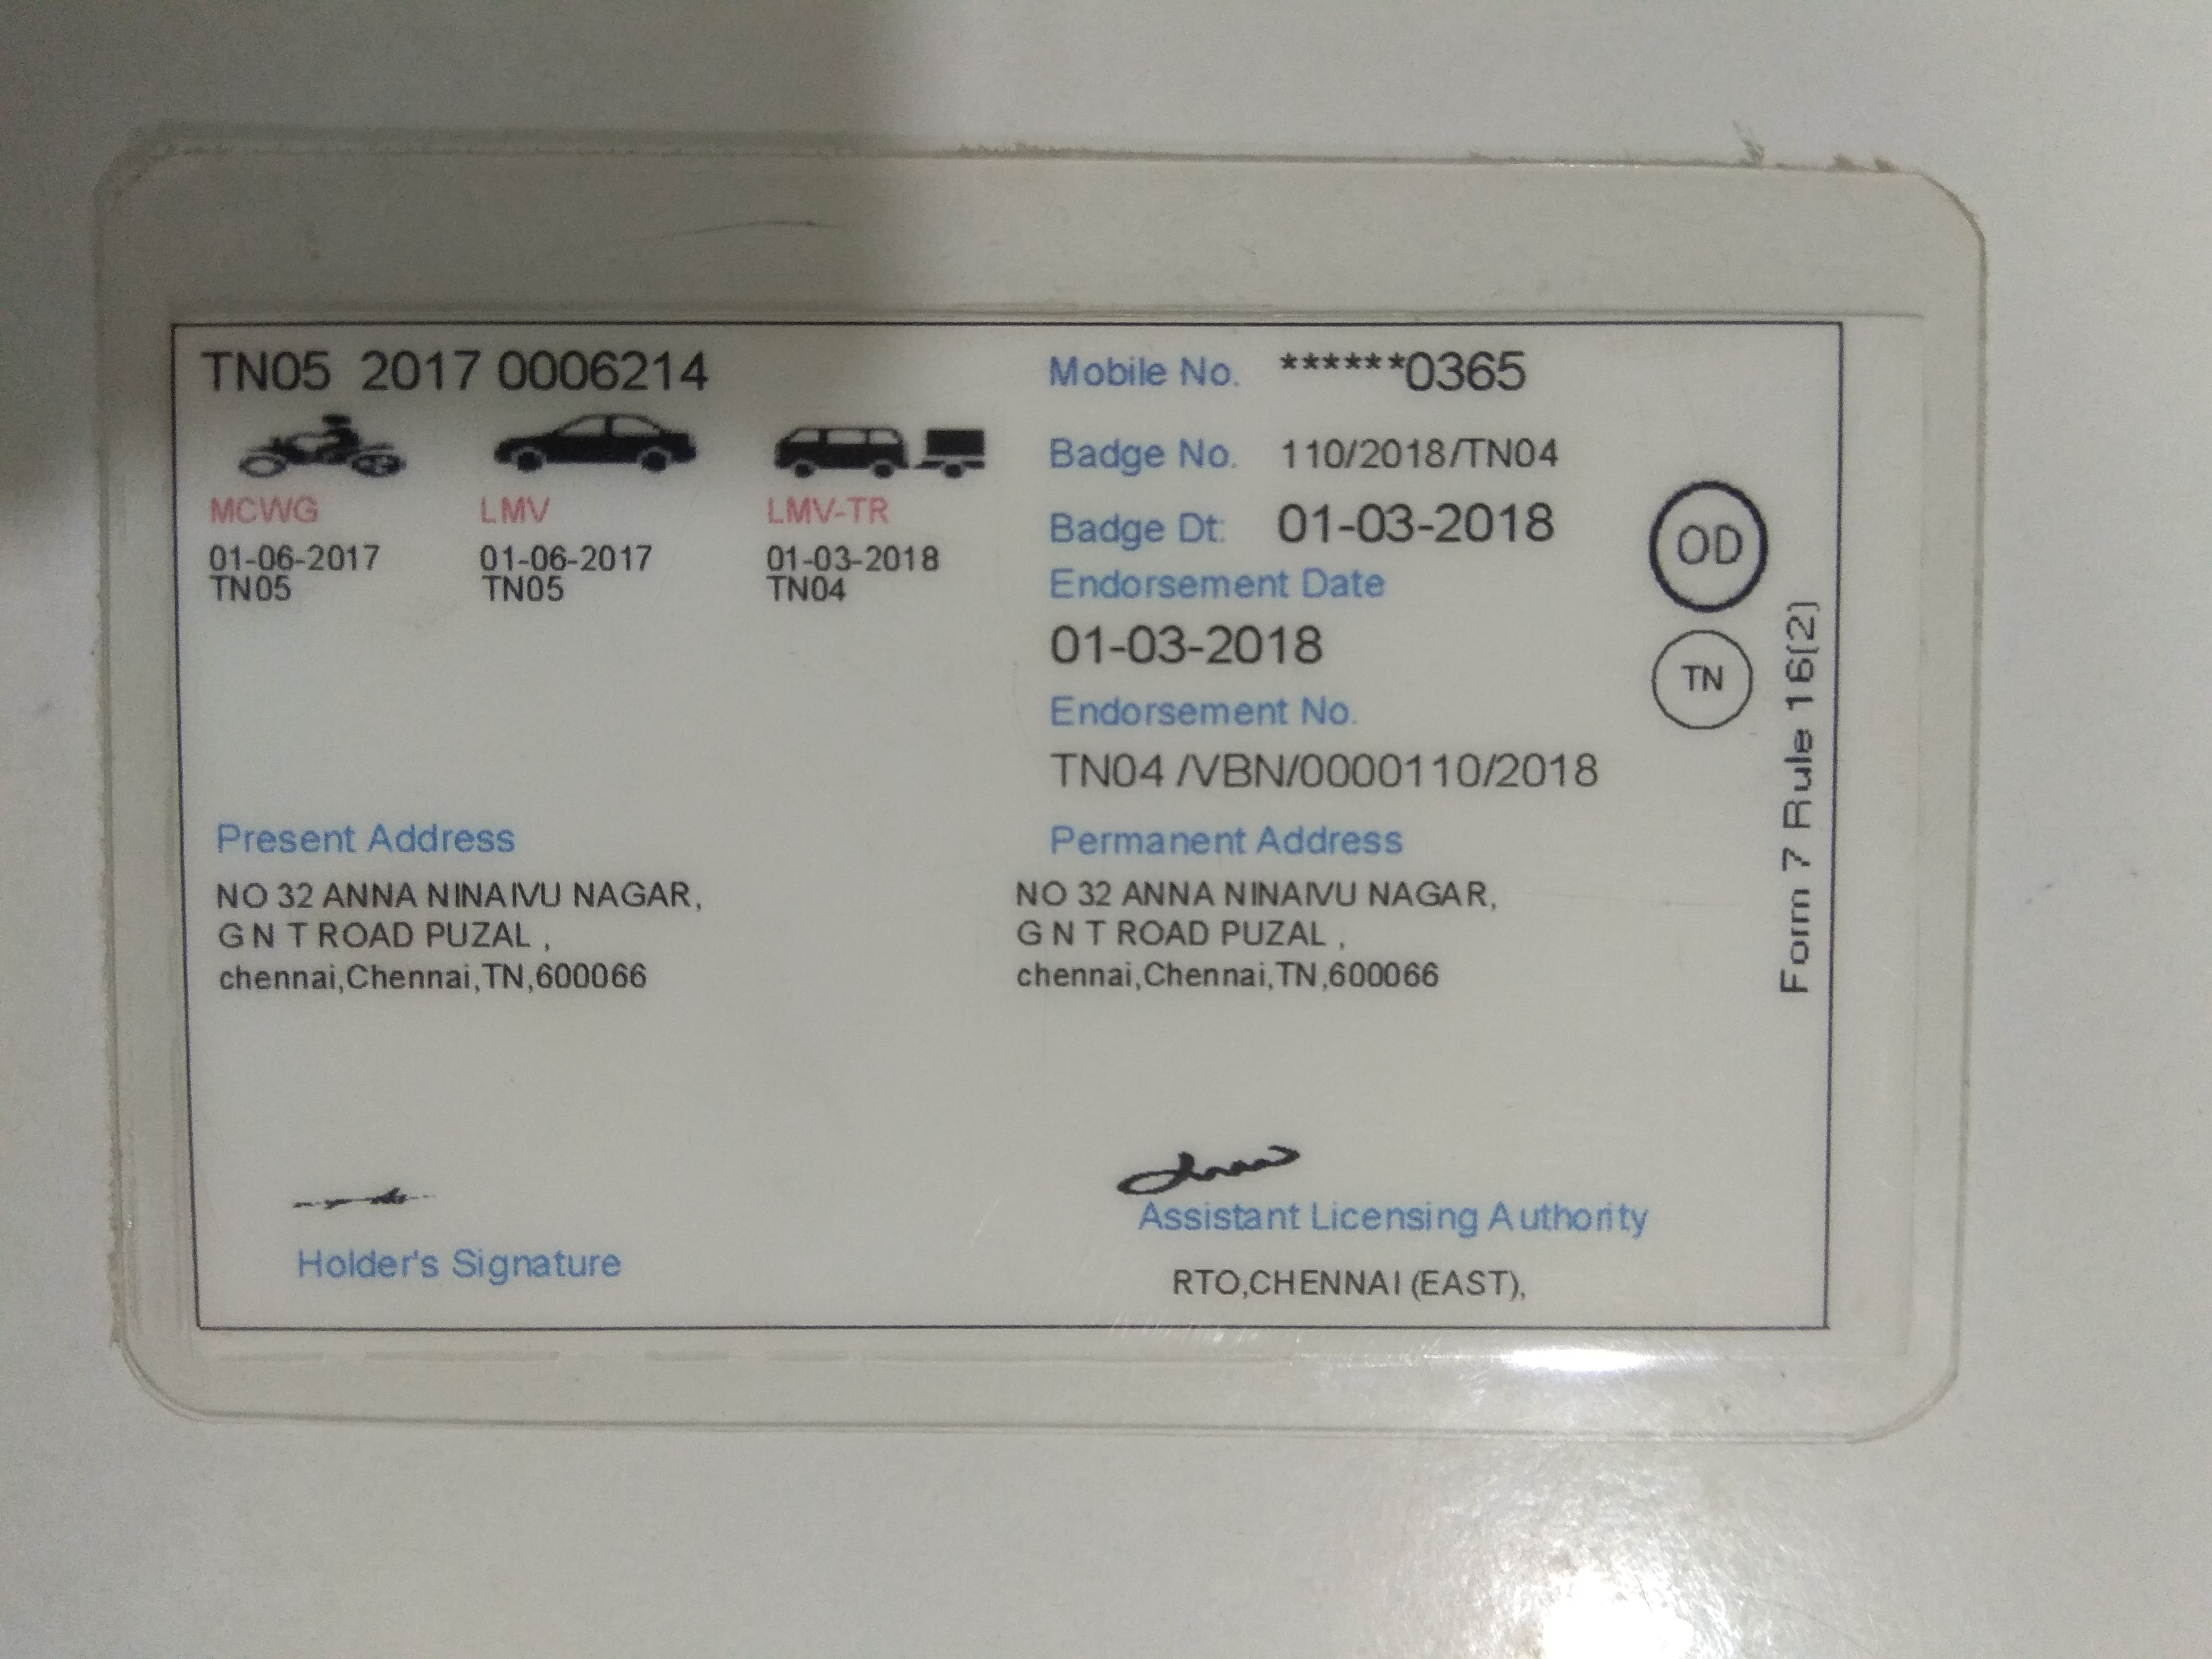 TN05 2017 0006214
MCWG LMV LMV-TR
01-06-2017 01-06-2017 01-03-2018
TN05 TN05 TN04
Mobile No. ******0365
Badge No. 110/2018/TN04
Badge Dt: 01-03-2018
Endorsement Date
01-03-2018
Endorsement No.
TN04 /VBN/0000110/2018
OD
TN
Form 7 Rule 16(2)
Present Address
NO 32 ANNA NINAIVU NAGAR,
G N T ROAD PUZAL ,
chennai,Chennai,TN,600066
Permanent Address
NO 32 ANNA NINAIVU NAGAR,
G N T ROAD PUZAL ,
chennai,Chennai,TN,600066
Holder's Signature
Assistant Licensing Authority
RTO,CHENNAI (EAST),